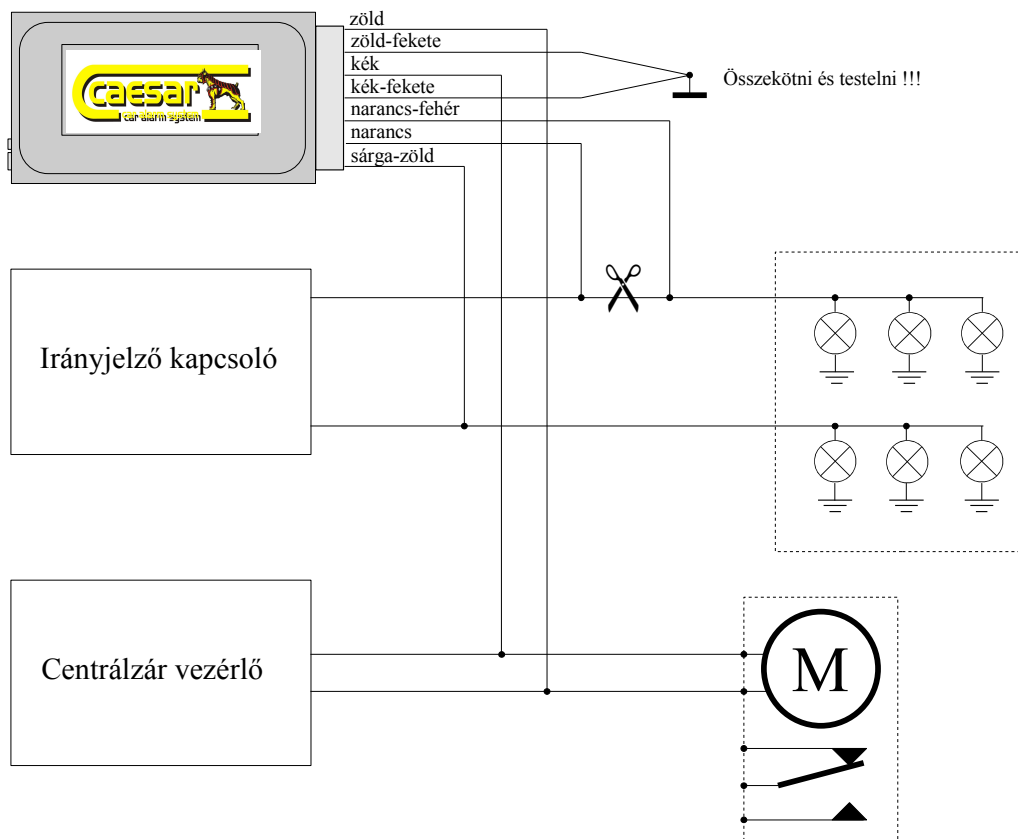 zöld
zöld-fekete
kék
kék-fekete
narancs-fehér
narancs
sárga-zöld
caesar
car alarm system
Összekötni és testelni !!!
Irányjelző kapcsoló
Centrálzár vezérlő
M